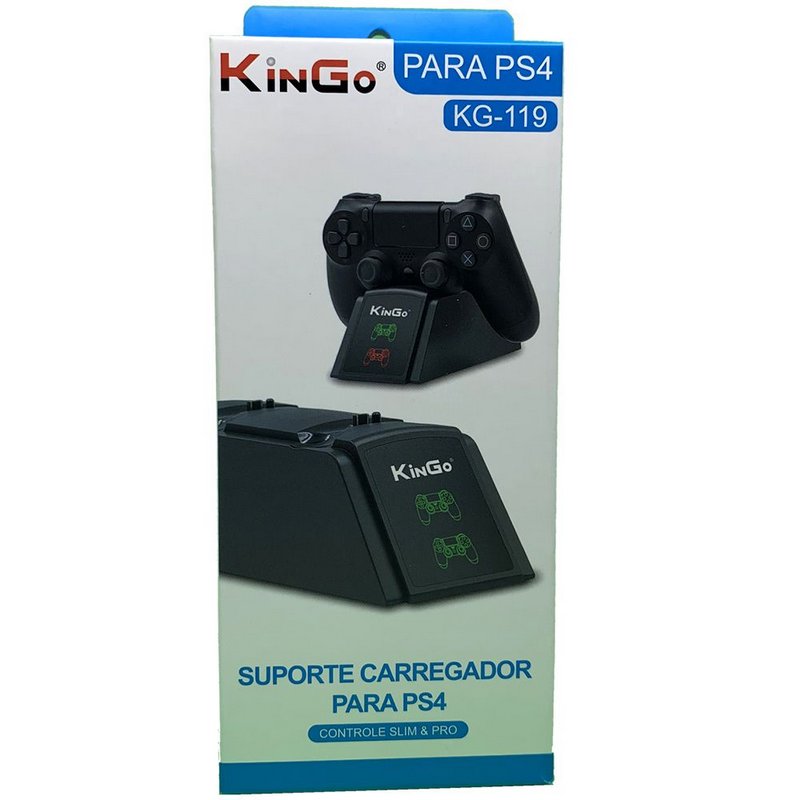 KinGo®
PARA PS4
KG-119
KinGo
KinGo®
SUPORTE CARREGADOR
PARA PS4
CONTROLE SLIM & PRO